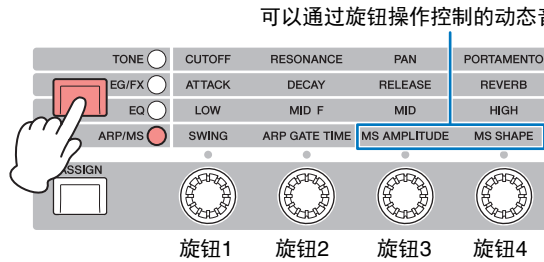 可以通过旋钮操作控制的动态音
TONE CUTOFF RESONANCE PAN PORTAMENTO
EG/FX ATTACK DECAY RELEASE REVERB
EQ LOW MID F MID HIGH
ARP/MS SWING ARP GATE TIME MS AMPLITUDE MS SHAPE
ASSIGN
旋钮1 旋钮2 旋钮3 旋钮4